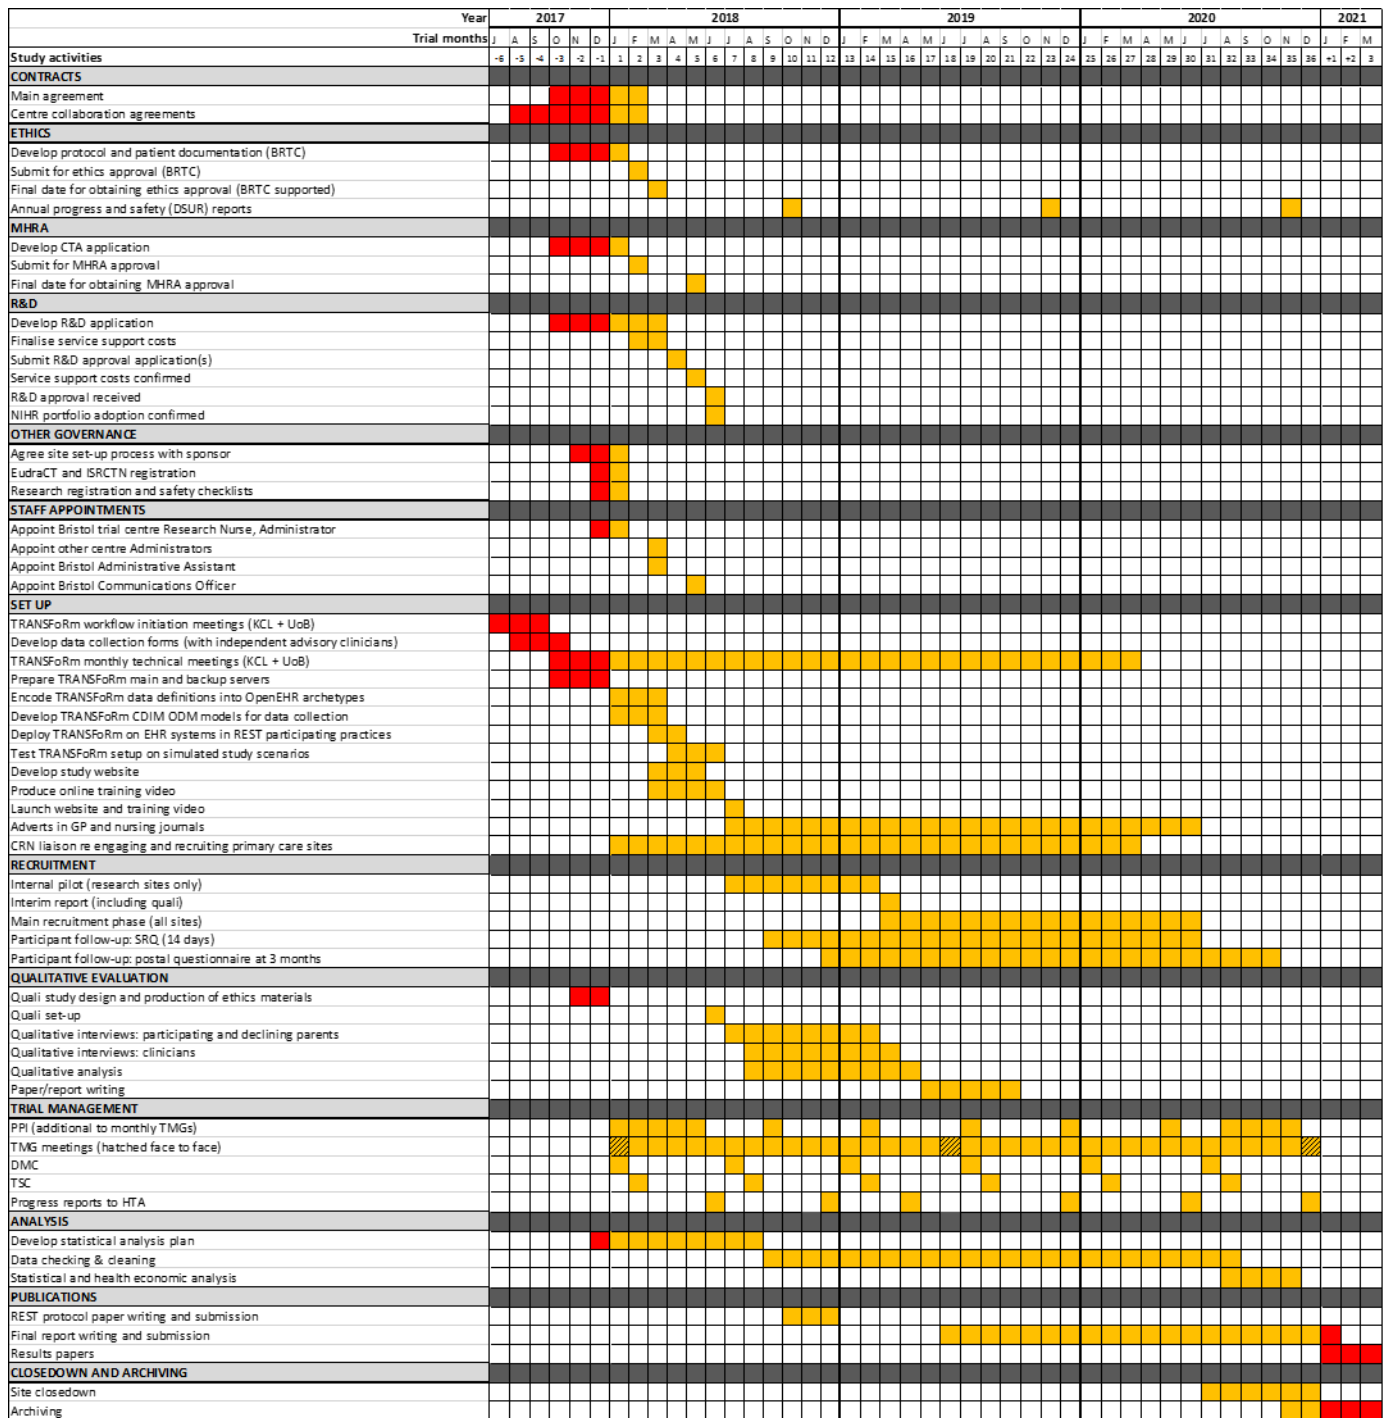 Year 2017 2018 2019 2020 2021
Trial months J A S O N D J F M A M J J A S O N D J F M A M J J A S O N D J F M A M J J A S O N D J F M
Study activities -6 -5 -4 -3 -2 -1 1 2 3 4 5 6 7 8 9 10 11 12 13 14 15 16 17 18 19 20 21 22 23 24 25 26 27 28 29 30 31 32 33 34 35 36 +1 +2 3
CONTRACTS
Main agreement
Centre collaboration agreements
ETHICS
Develop protocol and patient documentation (BRTC)
Submit for ethics approval (BRTC)
Final date for obtaining ethics approval (BRTC supported)
Annual progress and safety (DSUR) reports
MHRA
Develop CTA application
Submit for MHRA approval
Final date for obtaining MHRA approval
R&D
Develop R&D application
Finalise service support costs
Submit R&D approval application(s)
Service support costs confirmed
R&D approval received
NIHR portfolio adoption confirmed
OTHER GOVERNANCE
Agree site set-up process with sponsor
EudraCT and ISRCTN registration
Research registration and safety checklists
STAFF APPOINTMENTS
Appoint Bristol trial centre Research Nurse, Administrator
Appoint other centre Administrators
Appoint Bristol Administrative Assistant
Appoint Bristol Communications Officer
SET UP
TRANSFoRm workflow initiation meetings (KCL + UoB)
Develop data collection forms (with independent advisory clinicians)
TRANSFoRm monthly technical meetings (KCL + UoB)
Prepare TRANSFoRm main and backup servers
Encode TRANSFoRm data definitions into OpenEHR archetypes
Develop TRANSFoRm CDIM ODM models for data collection
Deploy TRANSFoRm on EHR systems in REST participating practices
Test TRANSFoRm setup on simulated study scenarios
Develop study website
Produce online training video
Launch website and training video
Adverts in GP and nursing journals
CRN liaison re engaging and recruiting primary care sites
RECRUITMENT
Internal pilot (research sites only)
Interim report (including quali)
Main recruitment phase (all sites)
Participant follow-up: SRQ (14 days)
Participant follow-up: postal questionnaire at 3 months
QUALITATIVE EVALUATION
Quali study design and production of ethics materials
Quali set-up
Qualitative interviews: participating and declining parents
Qualitative interviews: clinicians
Qualitative analysis
Paper/report writing
TRIAL MANAGEMENT
PPI (additional to monthly TMGs)
TMG meetings (hatched face to face)
DMC
TSC
Progress reports to HTA
ANALYSIS
Develop statistical analysis plan
Data checking & cleaning
Statistical and health economic analysis
PUBLICATIONS
REST protocol paper writing and submission
Final report writing and submission
Results papers
CLOSEDOWN AND ARCHIVING
Site closedown
Archiving